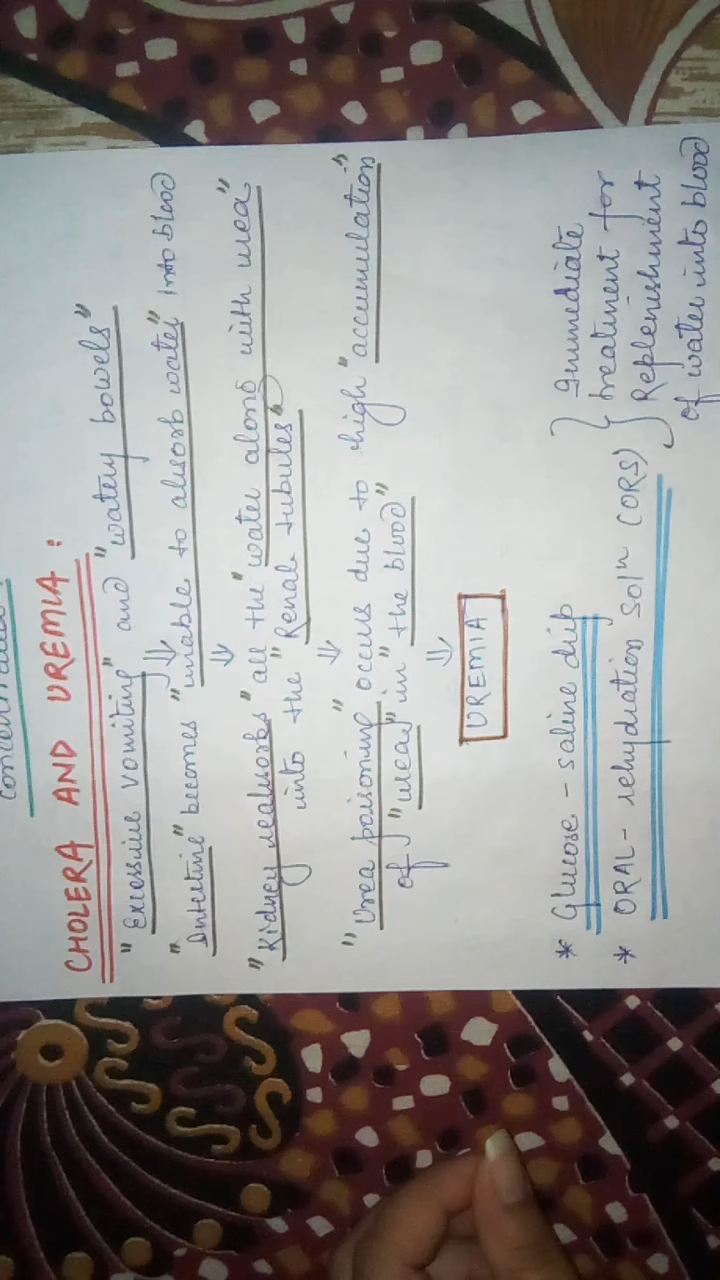 CHOLERA AND UREMIA :
"Excessive vomiting" and "watery bowels"
⇓
"Intestine" becomes "unable to absorb water" into blood
⇓
"Kidney reabsorbs" all the "water along with urea"
into the "Renal tubules"
⇓
"Urea poisoning" occurs due to high "accumulation"
of "urea" in "the blood"
⇓
UREMIA
* Glucose - saline drip
* ORAL - rehydration Solⁿ (ORS)
} Immediate
treatment for
Replenishment
of water into blood